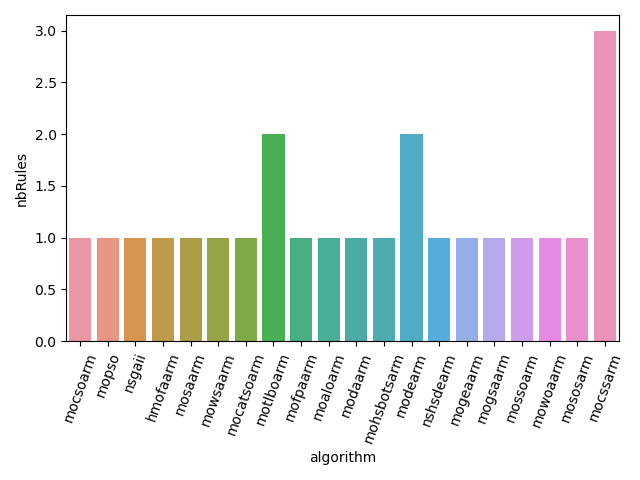 3.0
2.5
2.0
1.5
1.0
0.5
0.0
nbRules
mocsoarm
mopso
nsgaii
hmofaarm
mosaarm
mowsaarm
mocatsoarm
motlboarm
mofpaarm
moaloarm
modaarm
mohsbotsarm
modearm
nshsdearm
mogeaarm
mogsaarm
mossoarm
mowoaarm
mososarm
mocssarm
algorithm